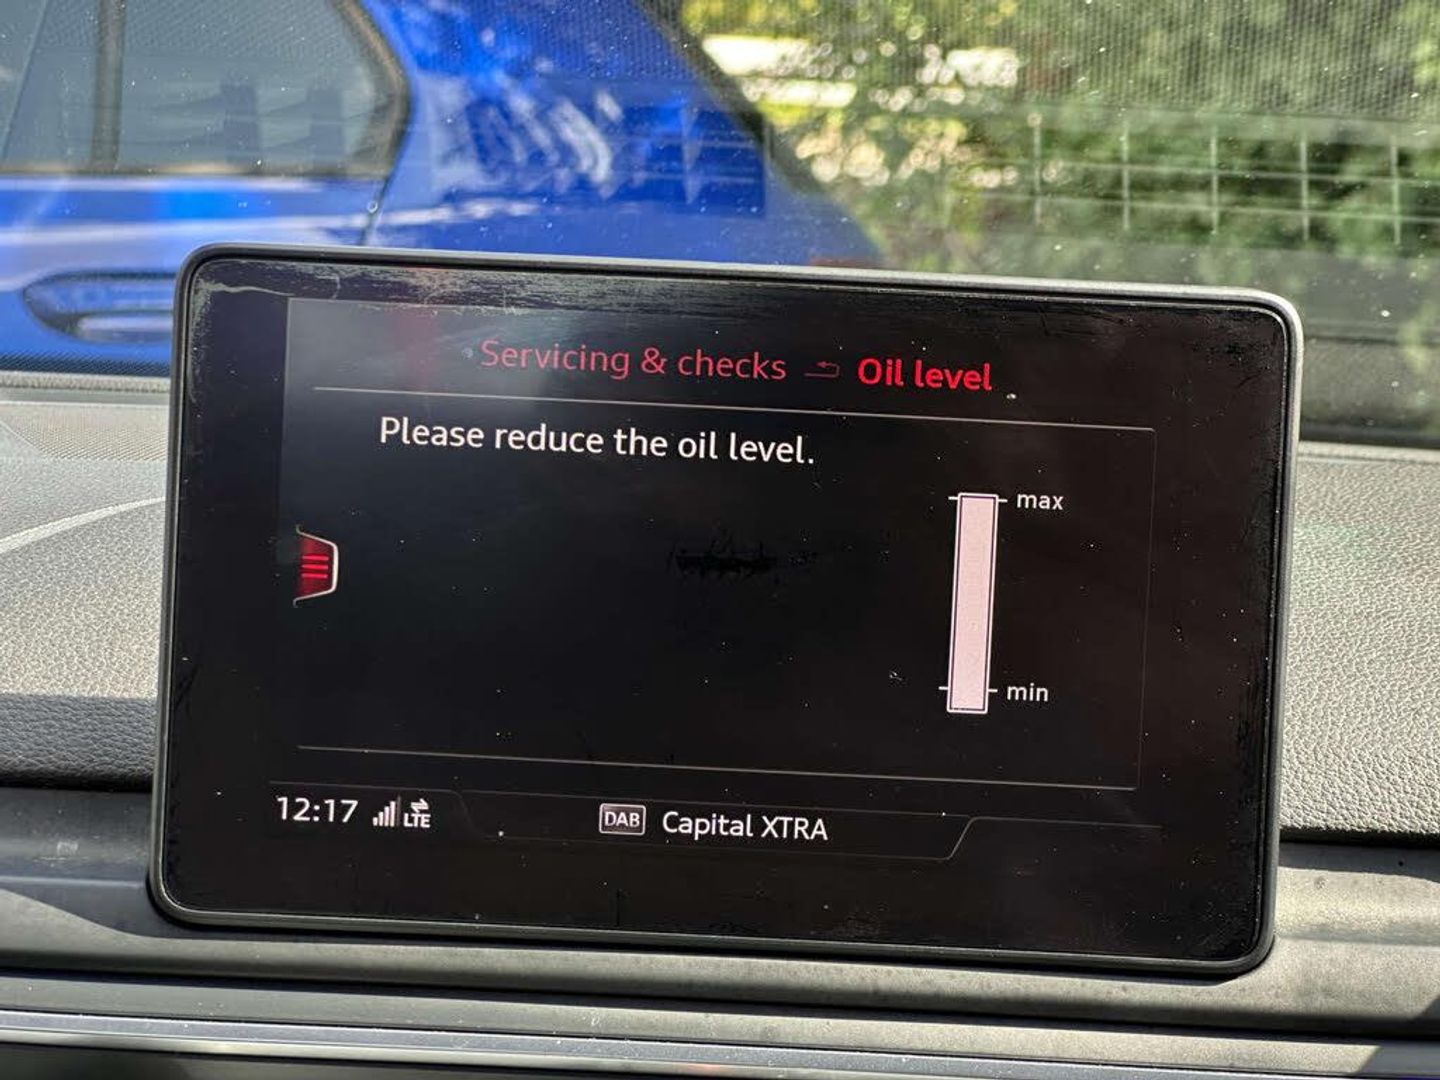 Servicing & checks Oil level
Please reduce the oil level.
max
min
12:17 LTE DAB Capital XTRA